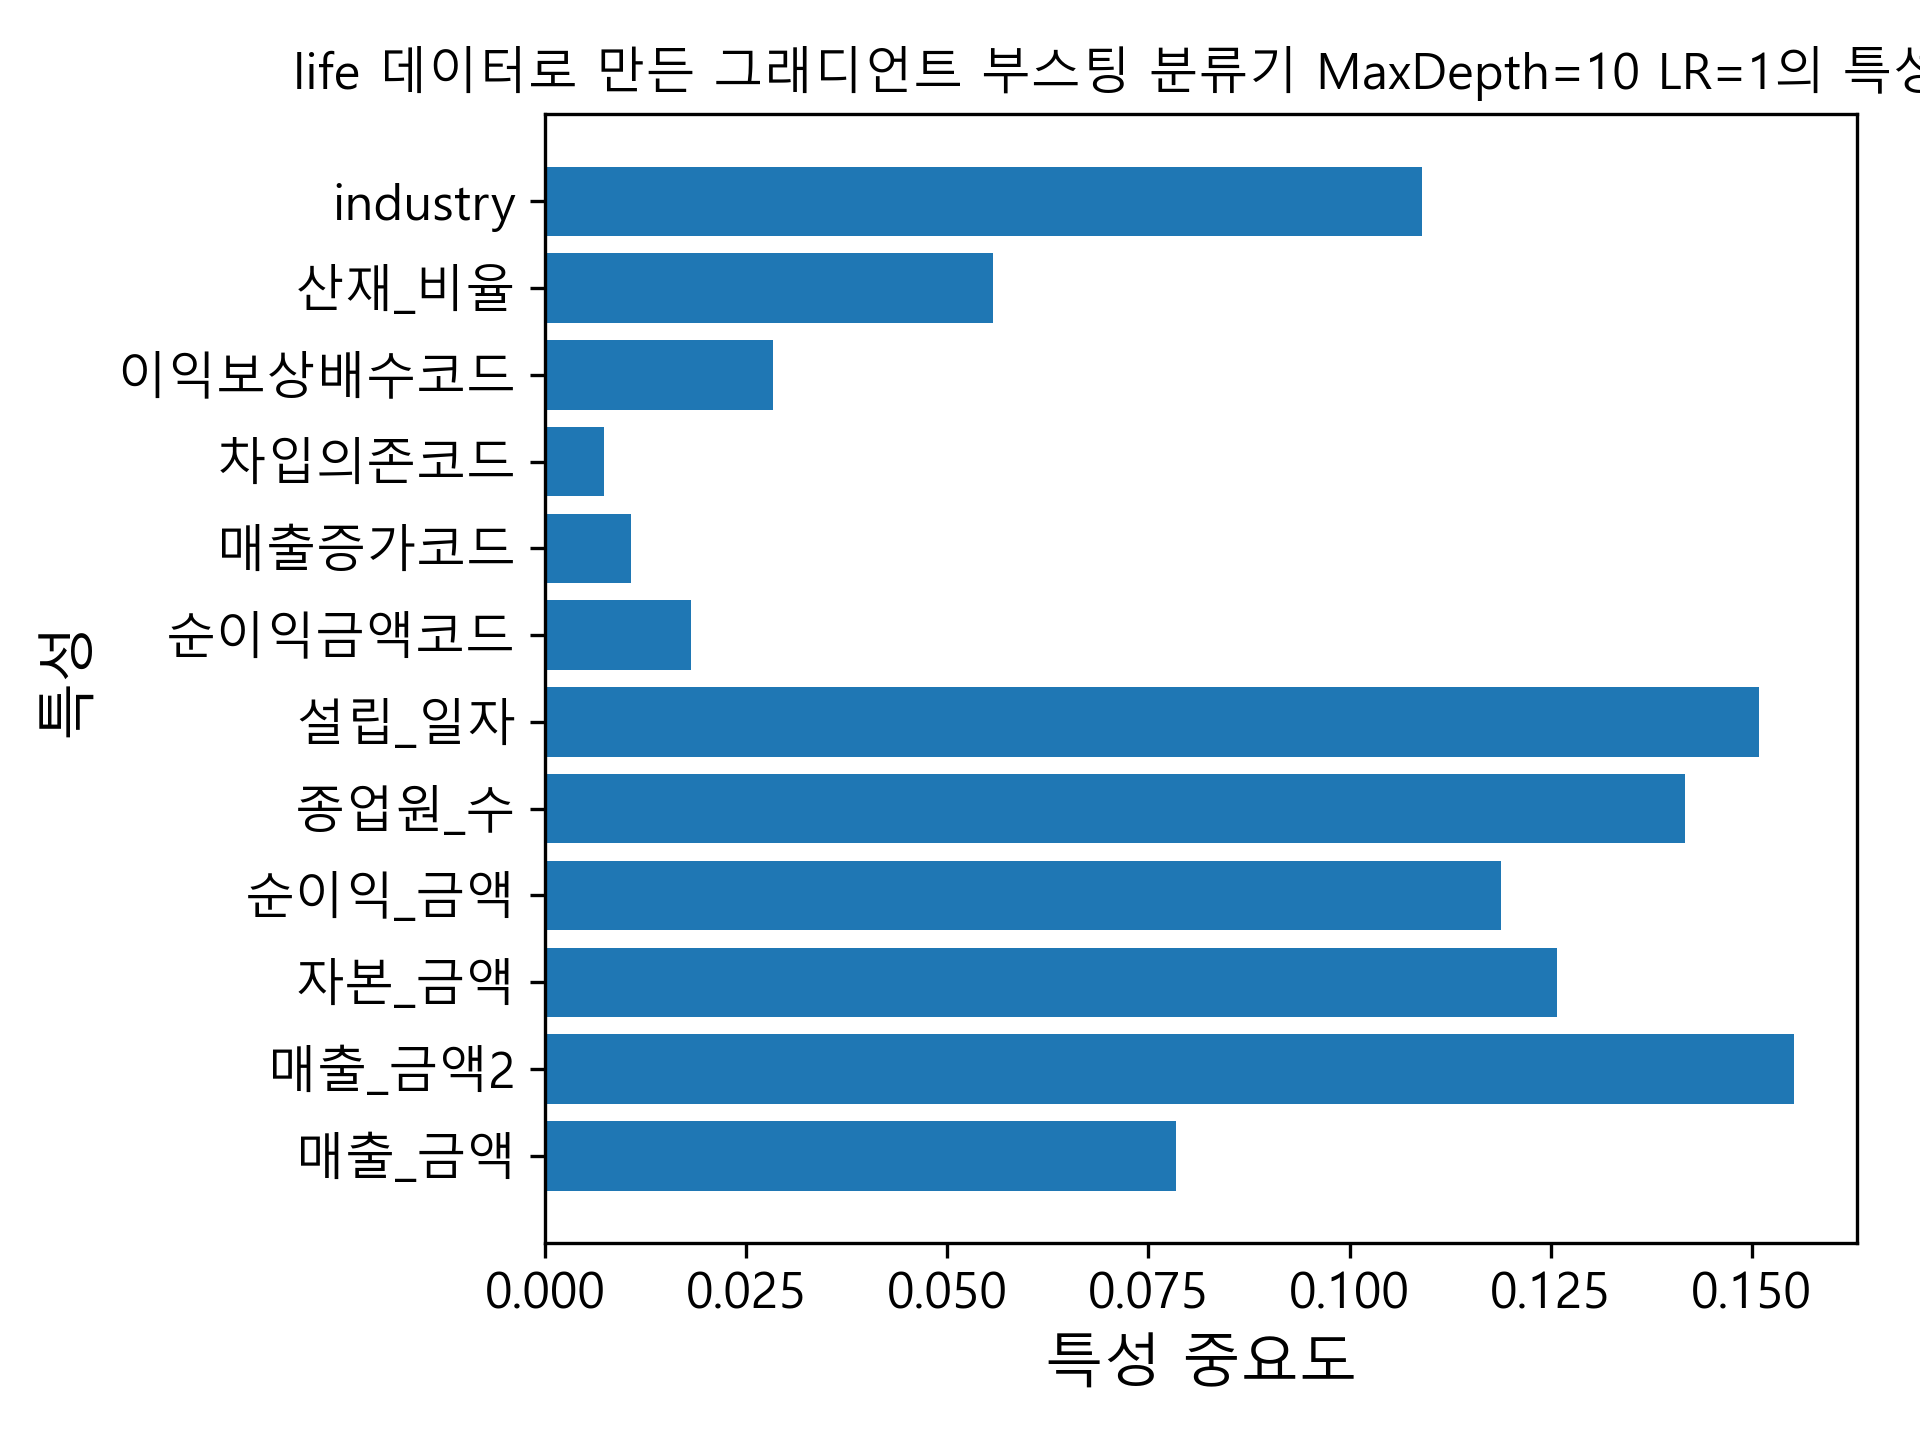 life 데이터로 만든 그래디언트 부스팅 분류기 MaxDepth=10 LR=1의
industry
산재_비율
이익보상배수코드
차입의존코드
매출증가코드
순이익금액코드
설립_일자
종업원_수
순이익_금액
자본_금액
매출_금액2
매출_금액
특성
0.000 0.025 0.050 0.075 0.100 0.125 0.150
특성 중요도